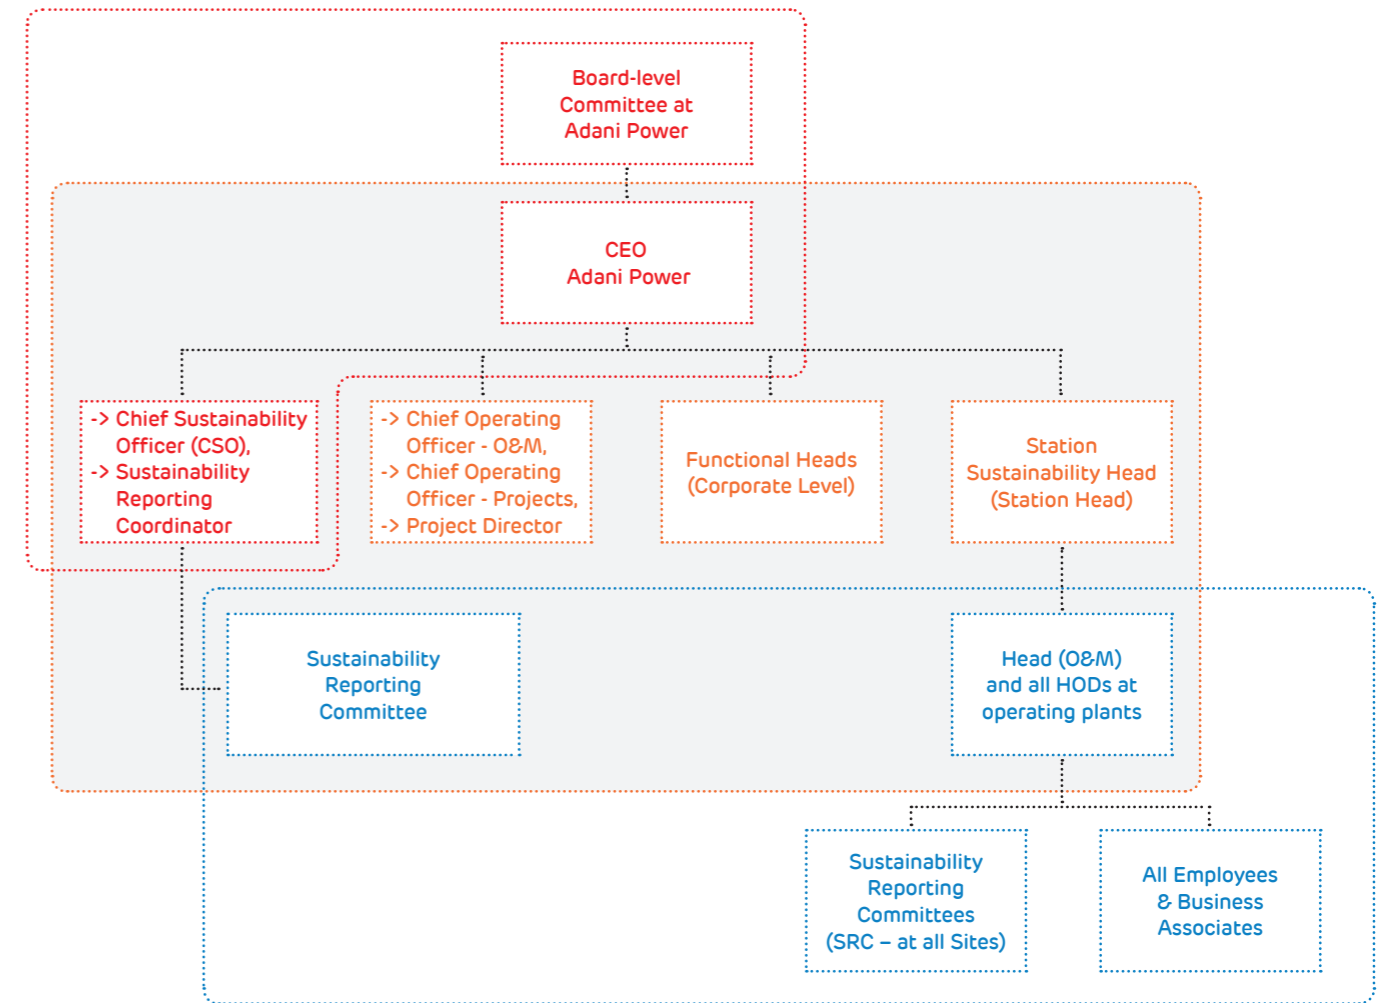 Board-level
Committee at
Adani Power
CEO
Adani Power
-> Chief Sustainability
Officer (CSO),
-> Sustainability
Reporting
Coordinator
-> Chief Operating
Officer - O&M,
-> Chief Operating
Officer - Projects,
-> Project Director
Functional Heads
(Corporate Level)
Station
Sustainability Head
(Station Head)
Sustainability
Reporting
Committee
Head (O&M)
and all HODs at
operating plants
Sustainability
Reporting
Committees
(SRC – at all Sites)
All Employees
& Business
Associates